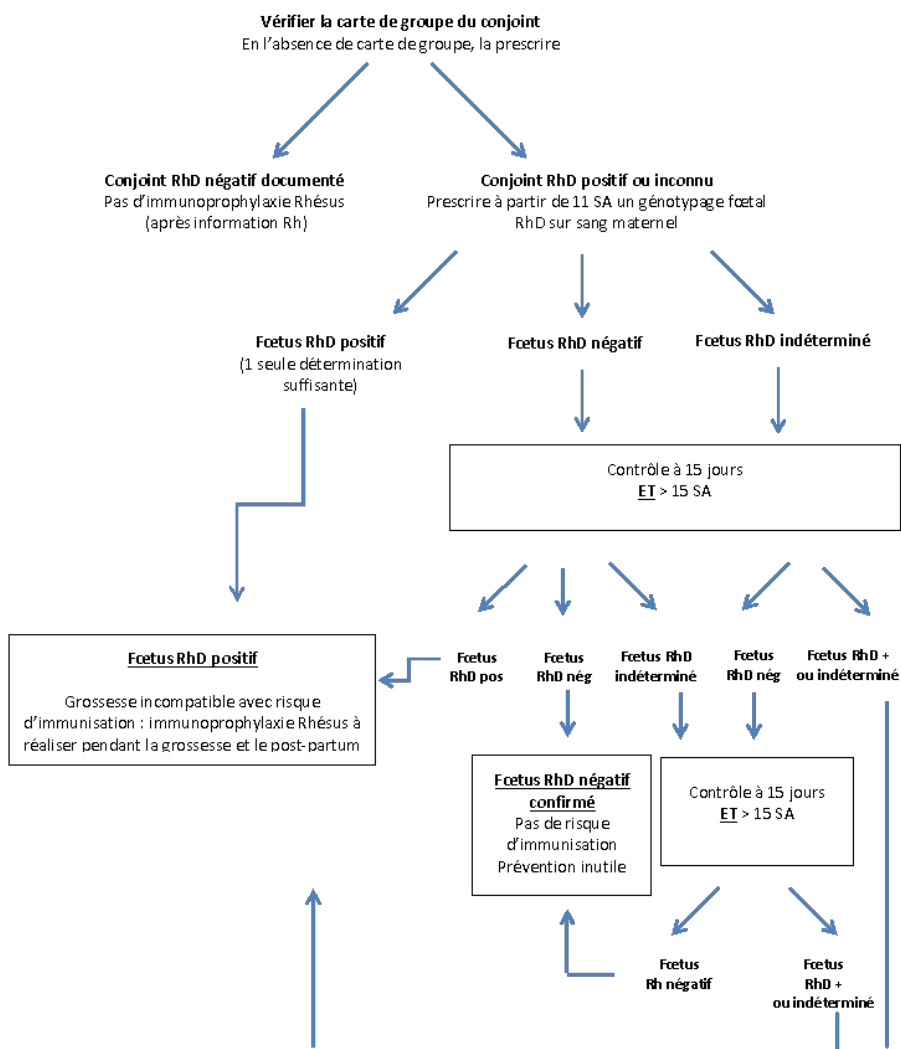 Vérifier la carte de groupe du conjoint
En l'absence de carte de groupe, la prescrire
Conjoint RhD négatif documenté
Pas d'immunoprophylaxie Rhésus
(après information Rh)
Conjoint RhD positif ou inconnu
Prescrire à partir de 11 SA un génotypage fœtal
RhD sur sang maternel
Fœtus RhD positif
(1 seule détermination
suffisante)
Fœtus RhD négatif
Fœtus RhD indéterminé
Contrôle à 15 jours
ET > 15 SA
Fœtus RhD positif
Grossesse incompatible avec risque
d'immunisation : immunoprophylaxie Rhésus à
réaliser pendant la grossesse et le post-partum
Fœtus
RhD pos
Fœtus
RhD nég
Fœtus RhD
indéterminé
Fœtus
RhD nég
Fœtus RhD +
ou indéterminé
Fœtus RhD négatif
confirmé
Pas de risque
d'immunisation
Prévention inutile
Contrôle à 15 jours
ET > 15 SA
Fœtus
Rh négatif
Fœtus
RhD +
ou indéterminé